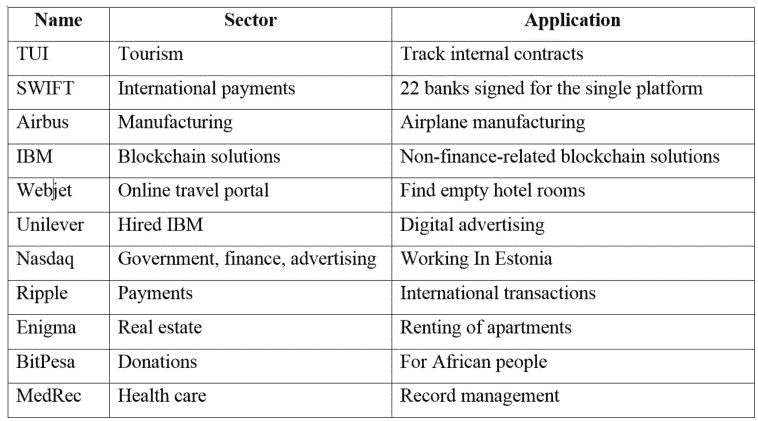 Name Sector Application
TUI Tourism Track internal contracts
SWIFT International payments 22 banks signed for the single platform
Airbus Manufacturing Airplane manufacturing
IBM Blockchain solutions Non-finance-related blockchain solutions
Webjet Online travel portal Find empty hotel rooms
Unilever Hired IBM Digital advertising
Nasdaq Government, finance, advertising Working In Estonia
Ripple Payments International transactions
Enigma Real estate Renting of apartments
BitPesa Donations For African people
MedRec Health care Record management